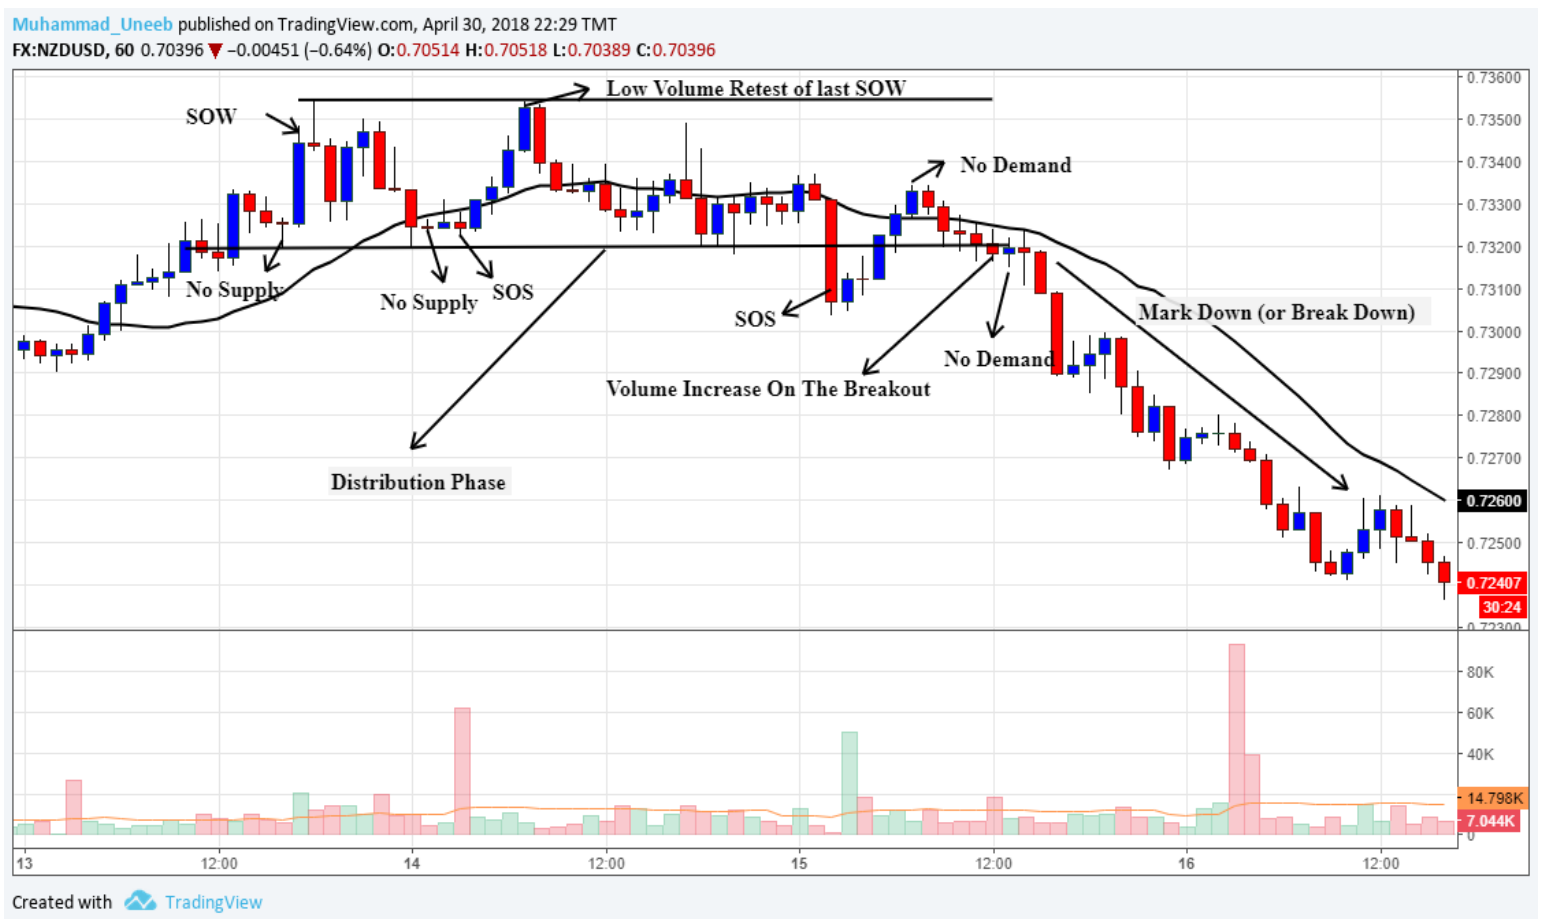 Muhammad_Uneeb published on TradingView.com, April 30, 2018 22:29 TMT
FX:NZDUSD, 60 0.70396 ▼ −0.00451 (−0.64%) O:0.70514 H:0.70518 L:0.70389 C:0.70396
Low Volume Retest of last SOW
SOW
No Demand
No Supply
No Supply
SOS
SOS
Mark Down (or Break Down)
No Demand
Volume Increase On The Breakout
Distribution Phase
0.73600
0.73500
0.73400
0.73300
0.73200
0.73100
0.73000
0.72900
0.72800
0.72700
0.72600
0.72500
0.72407
30:24
0.72300
80K
60K
40K
14.798K
7.044K
0
13 12:00 14 12:00 15 12:00 16 12:00
Created with TradingView